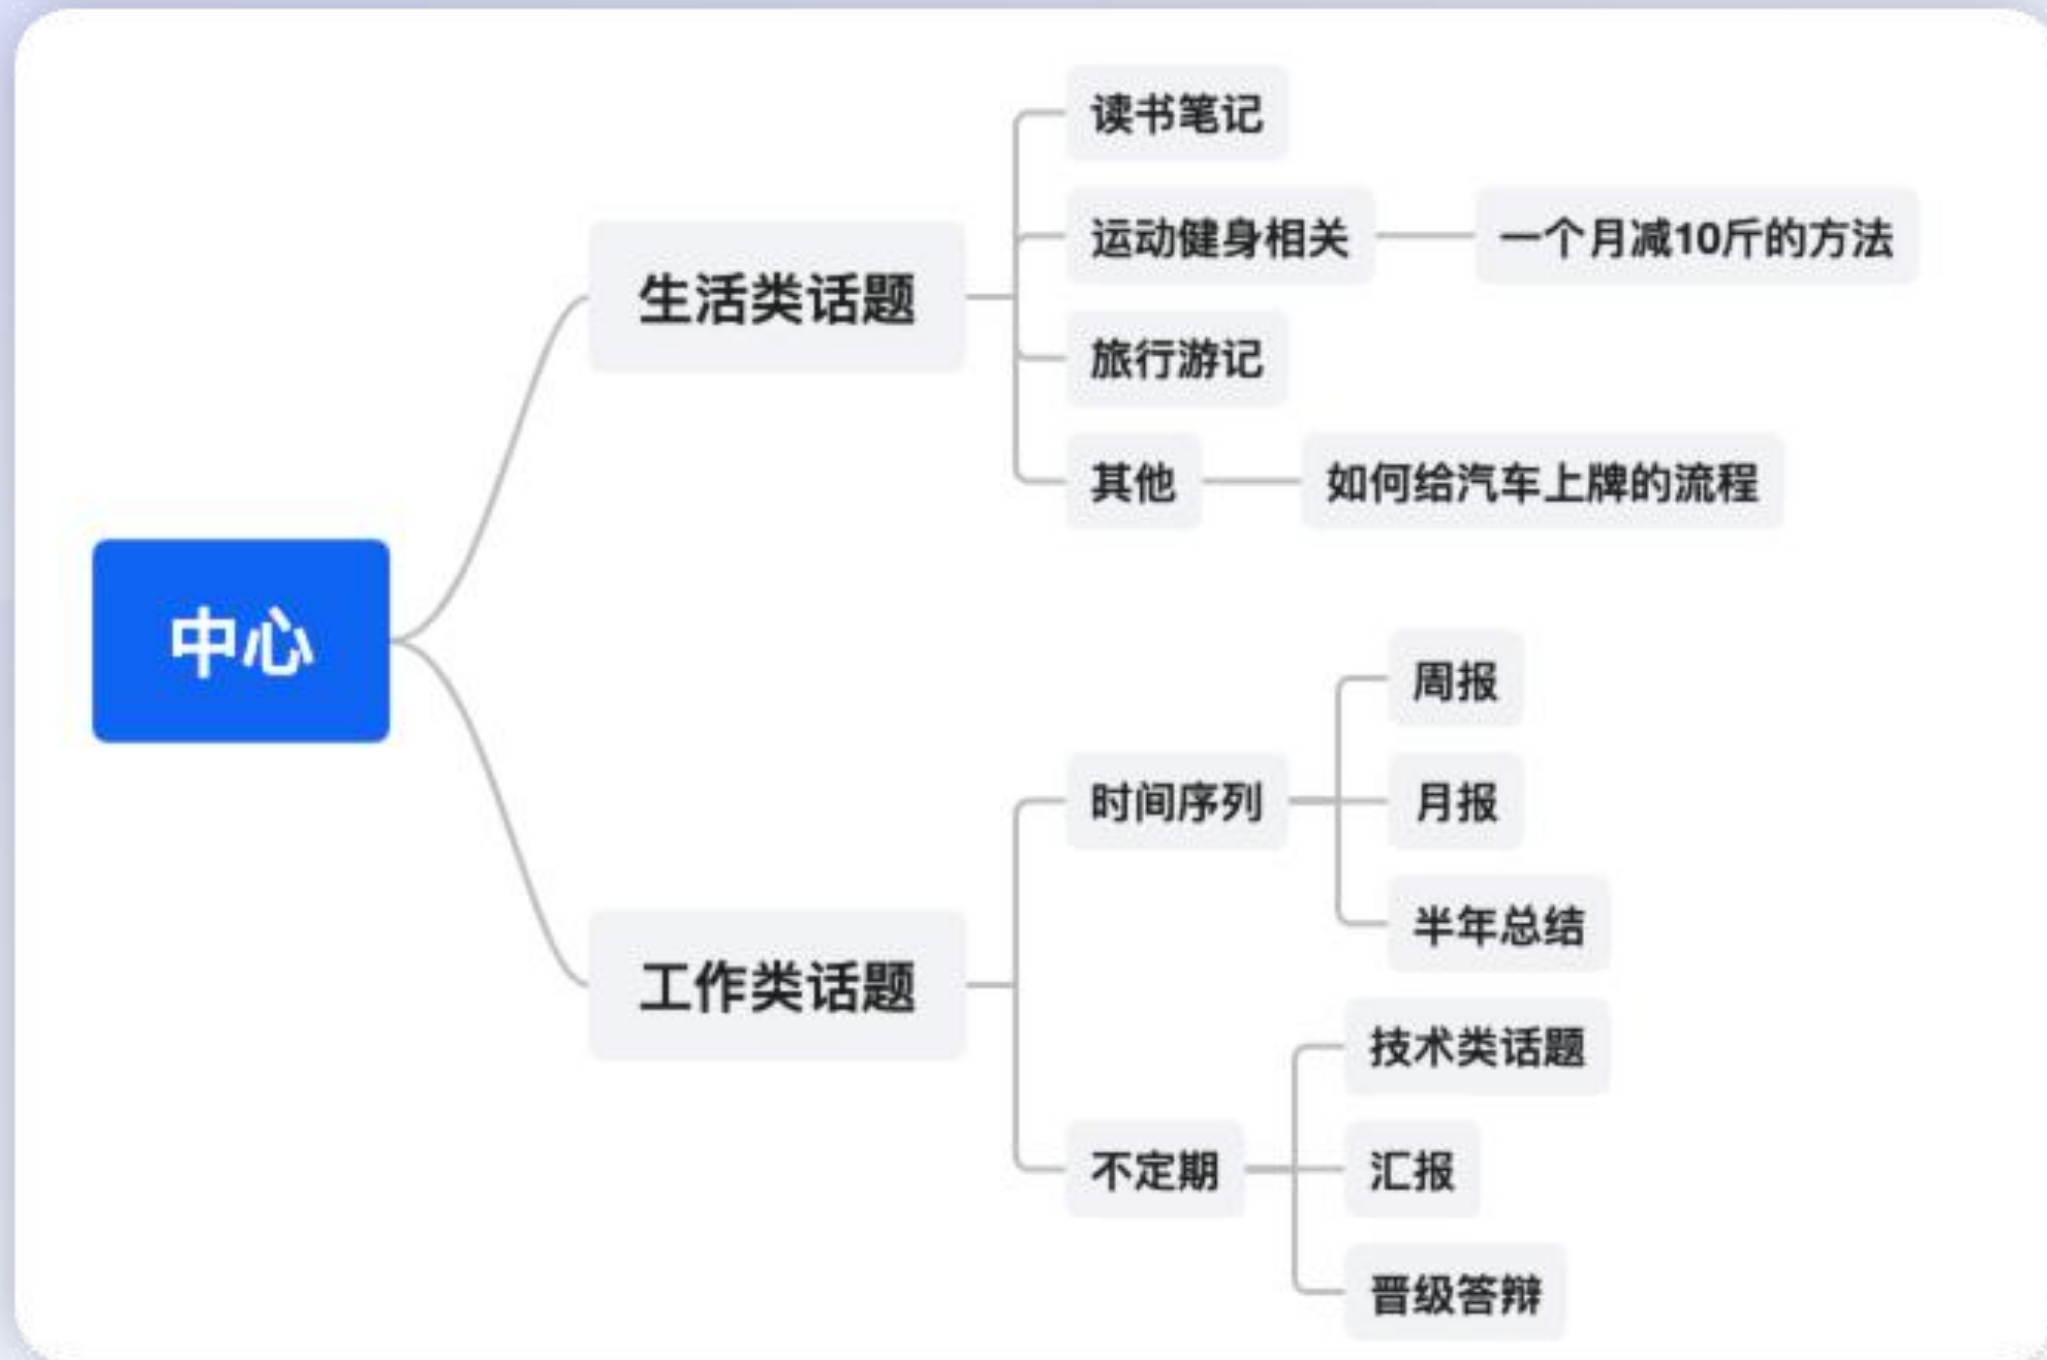 读书笔记
运动健身相关
一个月减10斤的方法
生活类话题
旅行游记
其他
如何给汽车上牌的流程
中心
周报
时间序列
月报
半年总结
工作类话题
技术类话题
不定期
汇报
晋级答辩